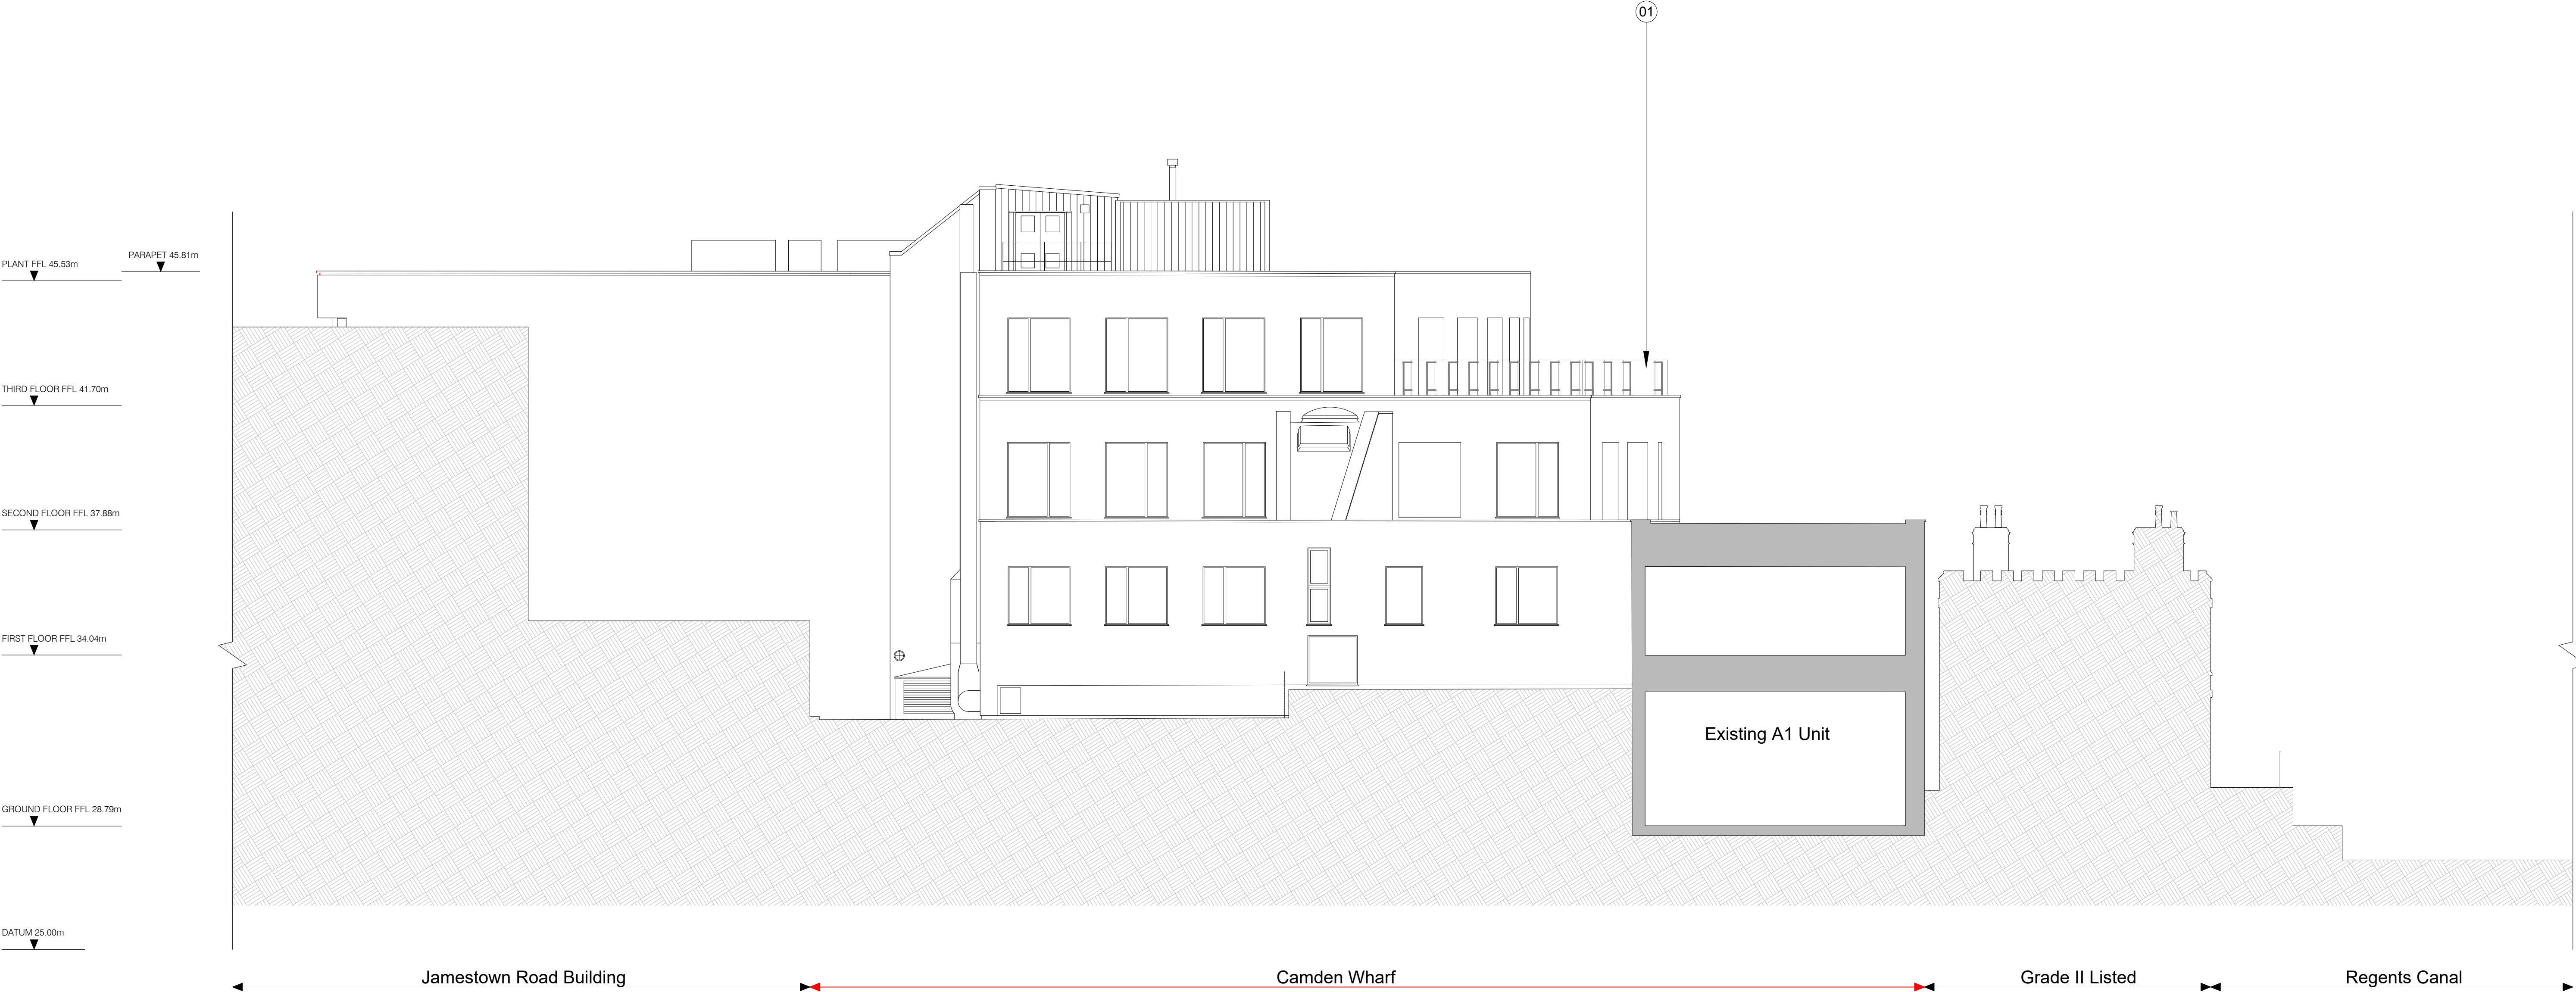 01
PARAPET 45.81m
PLANT FFL 45.53m
THIRD FLOOR FFL 41.70m
SECOND FLOOR FFL 37.88m
FIRST FLOOR FFL 34.04m
Existing A1 Unit
GROUND FLOOR FFL 28.79m
DATUM 25.00m
Jamestown Road Building
Camden Wharf
Grade II Listed
Regents Canal